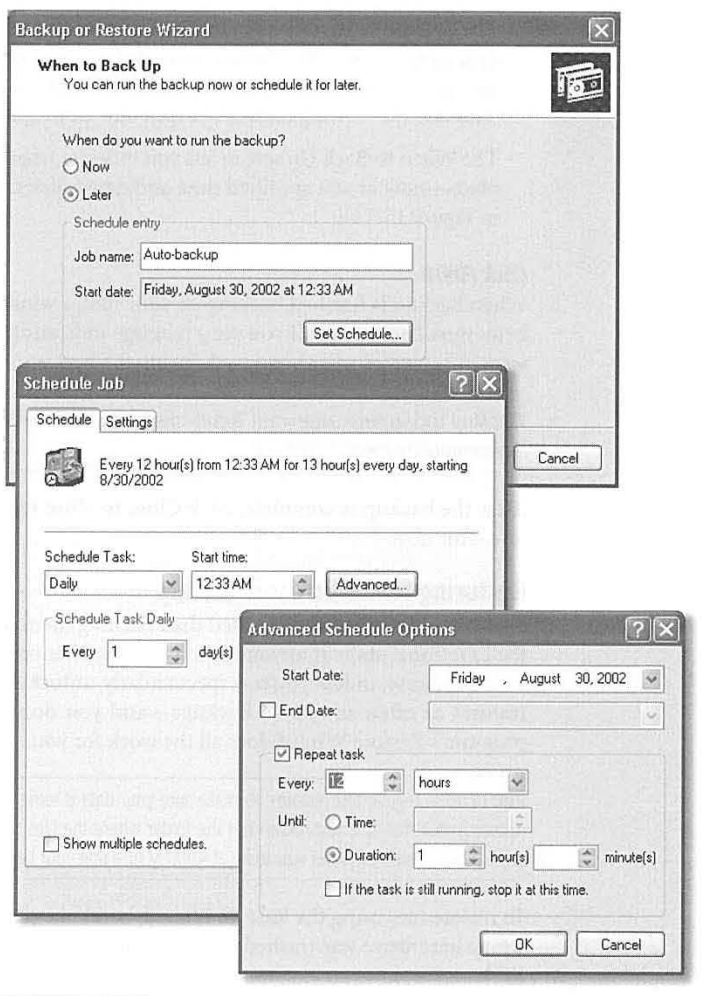 Backup or Restore Wizard
When to Back Up
You can run the backup now or schedule it for later.
When do you want to run the backup?
Now
Later
Schedule entry
Job name: Auto-backup
Start date: Friday, August 30, 2002 at 12:33 AM
Set Schedule...
Cancel
Schedule Job
Schedule
Settings
Every 12 hour(s) from 12:33 AM for 13 hour(s) every day, starting
8/30/2002
Schedule Task:
Start time:
Daily
12:33 AM
Advanced...
Schedule Task Daily
Every 1 day(s)
Show multiple schedules.
Advanced Schedule Options
Start Date: Friday , August 30, 2002
End Date:
Repeat task
Every: 12 hours
Until: Time:
Duration: 1 hour(s) minute(s)
If the task is still running, stop it at this time.
OK
Cancel